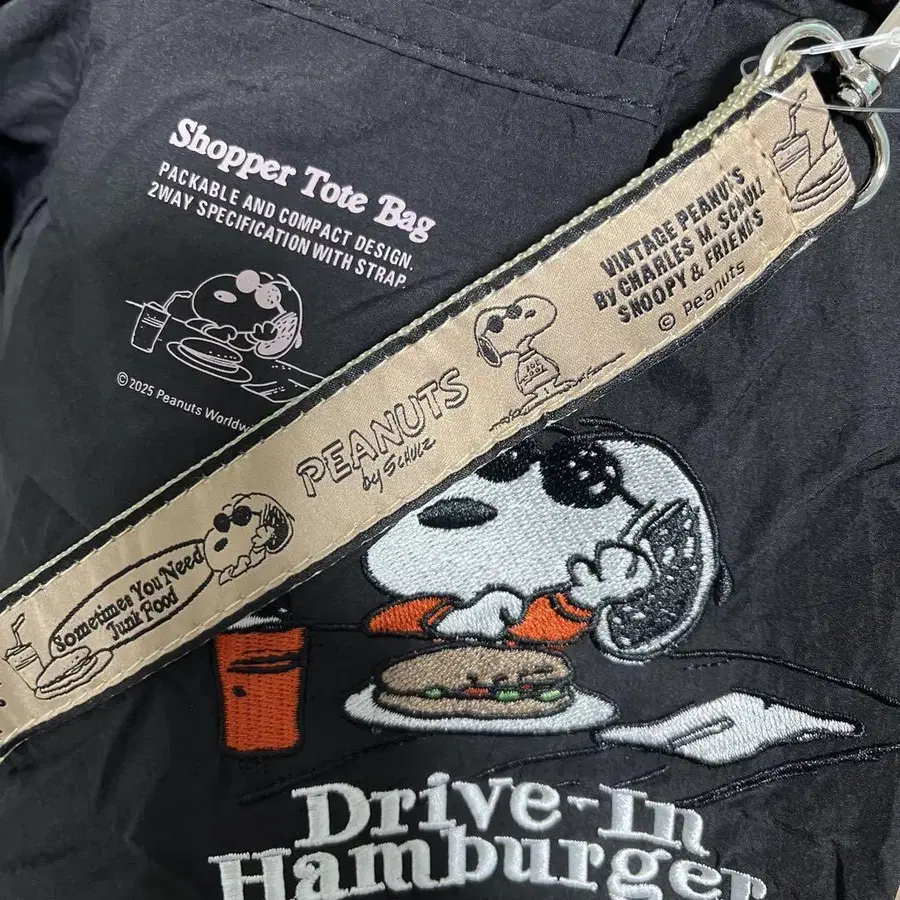 Shopper Tote Bag
PACKABLE AND COMPACT DESIGN.
2WAY SPECIFICATION WITH STRAP.
© 2025 Peanuts Worldw
VINTAGE PEANUTS
BY CHARLES M. SCHULZ
SNOOPY & FRIENDS
© Peanuts
PEANUTS
by SCHULZ
Sometimes You Need
Junk Food
Drive-In
Hamburger